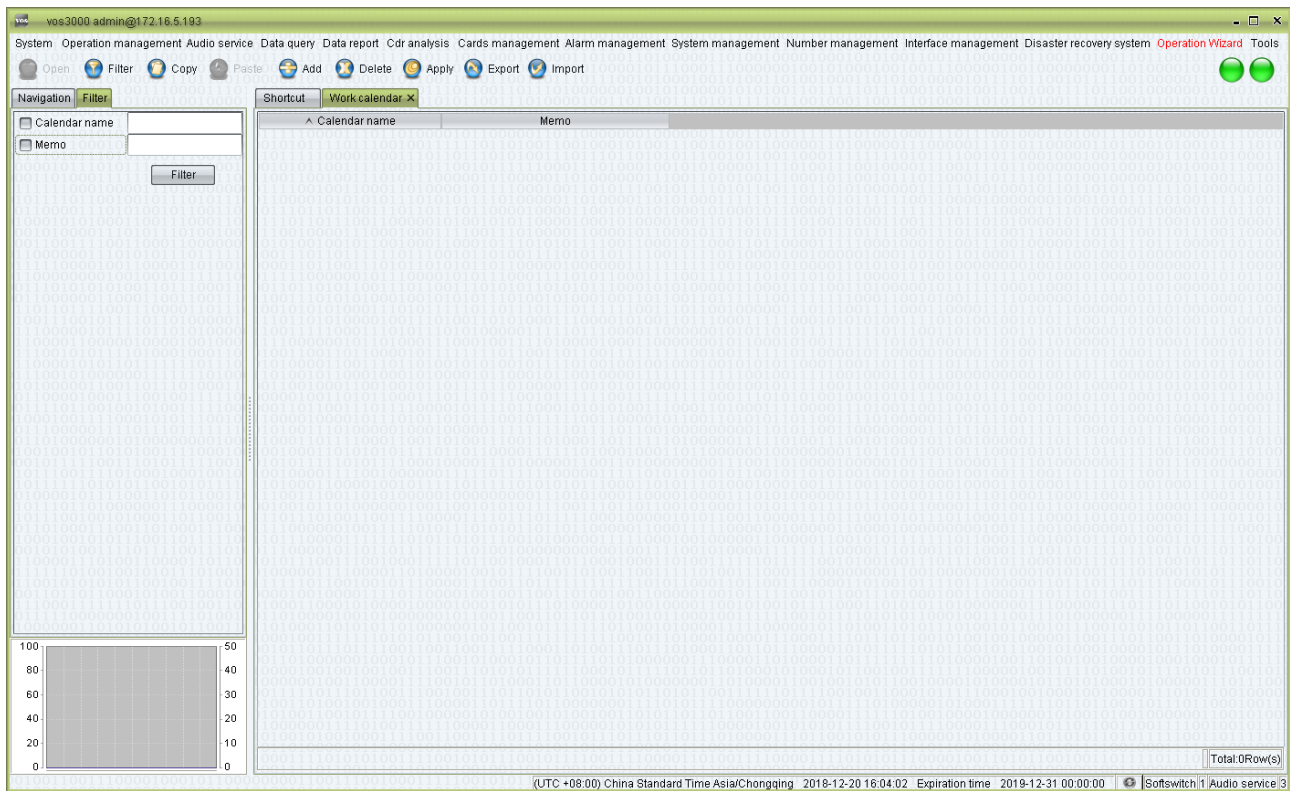 vos vos3000 admin@172.16.5.193
System Operation management Audio service Data query Data report Cdr analysis Cards management Alarm management System management Number management Interface management Disaster recovery system Operation Wizard Tools
Open Filter Copy Paste Add Delete Apply Export Import
Navigation Filter
Shortcut Work calendar
Calendar name
Memo
Filter
Calendar name Memo
100 50
80 40
60 30
40 20
20 10
0 0
Total:0Row(s)
(UTC +08:00) China Standard Time Asia/Chongqing 2018-12-20 16:04:02 Expiration time 2019-12-31 00:00:00 Softswitch 1 Audio service 3